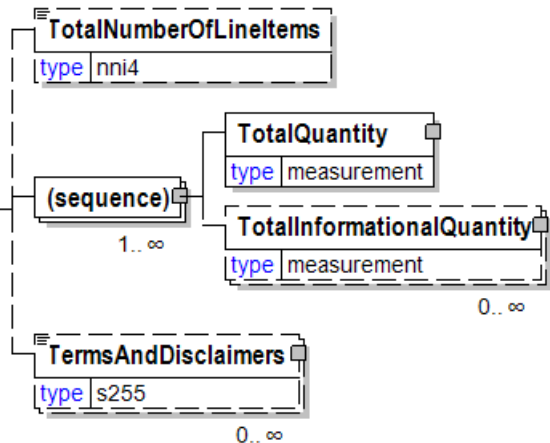 TotalNumberOfLineItems
type nni4
TotalQuantity
type measurement
(sequence)
1.. ∞
TotalInformationalQuantity
type measurement
0.. ∞
TermsAndDisclaimers
type s255
0.. ∞